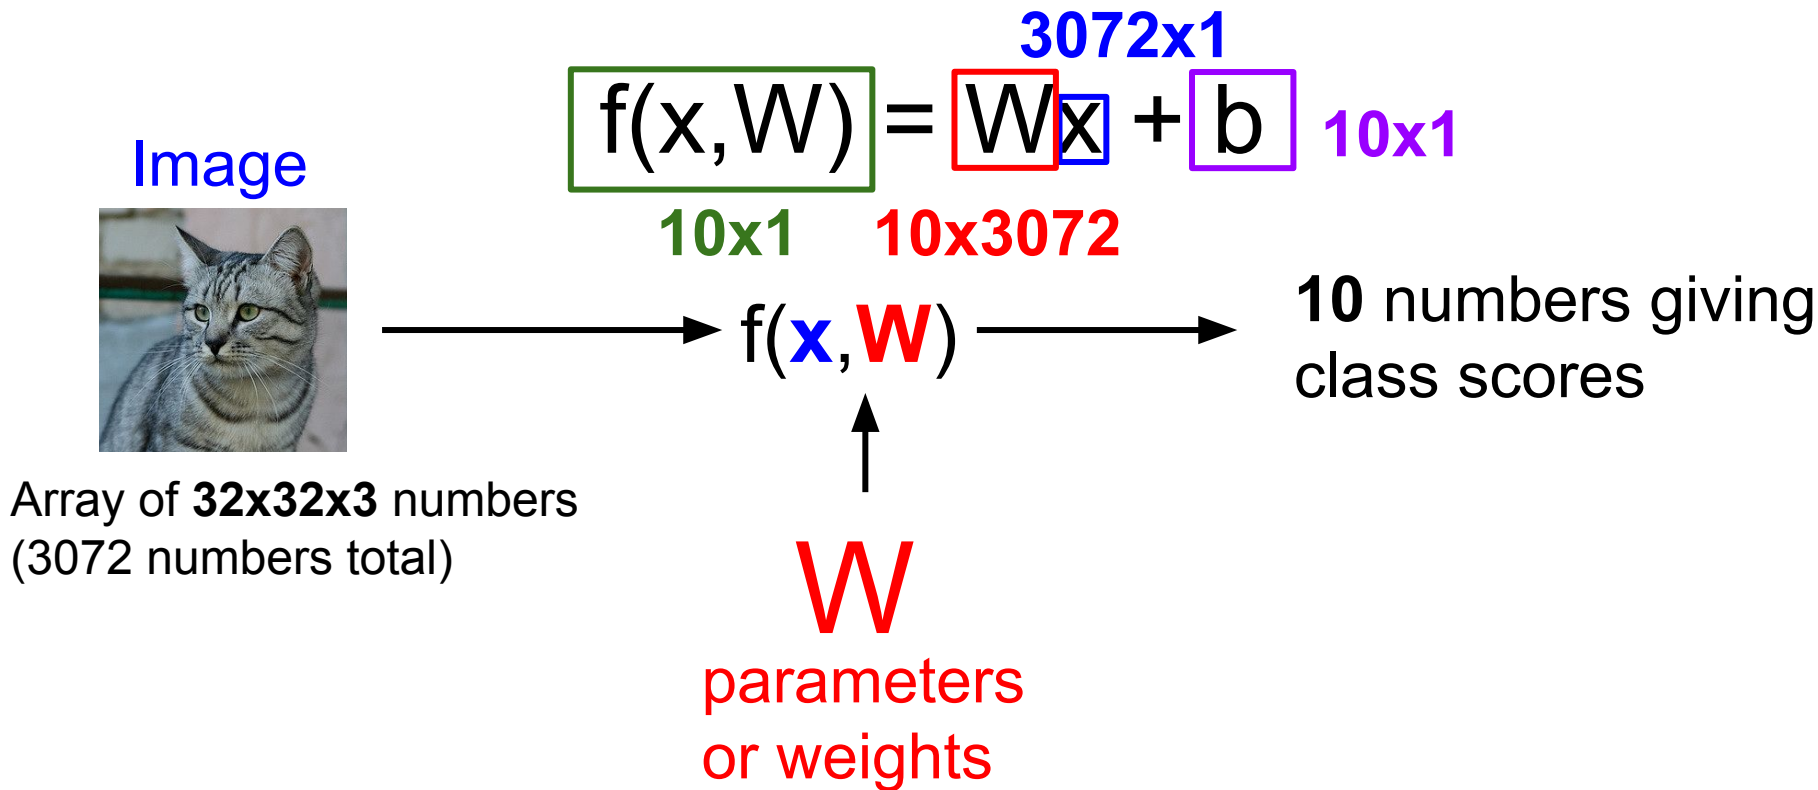 3072x1
f(x,W) = Wx + b 10x1
10x1 10x3072
Image
f(x,W)
10 numbers giving
class scores
Array of 32x32x3 numbers
(3072 numbers total)
W
parameters
or weights